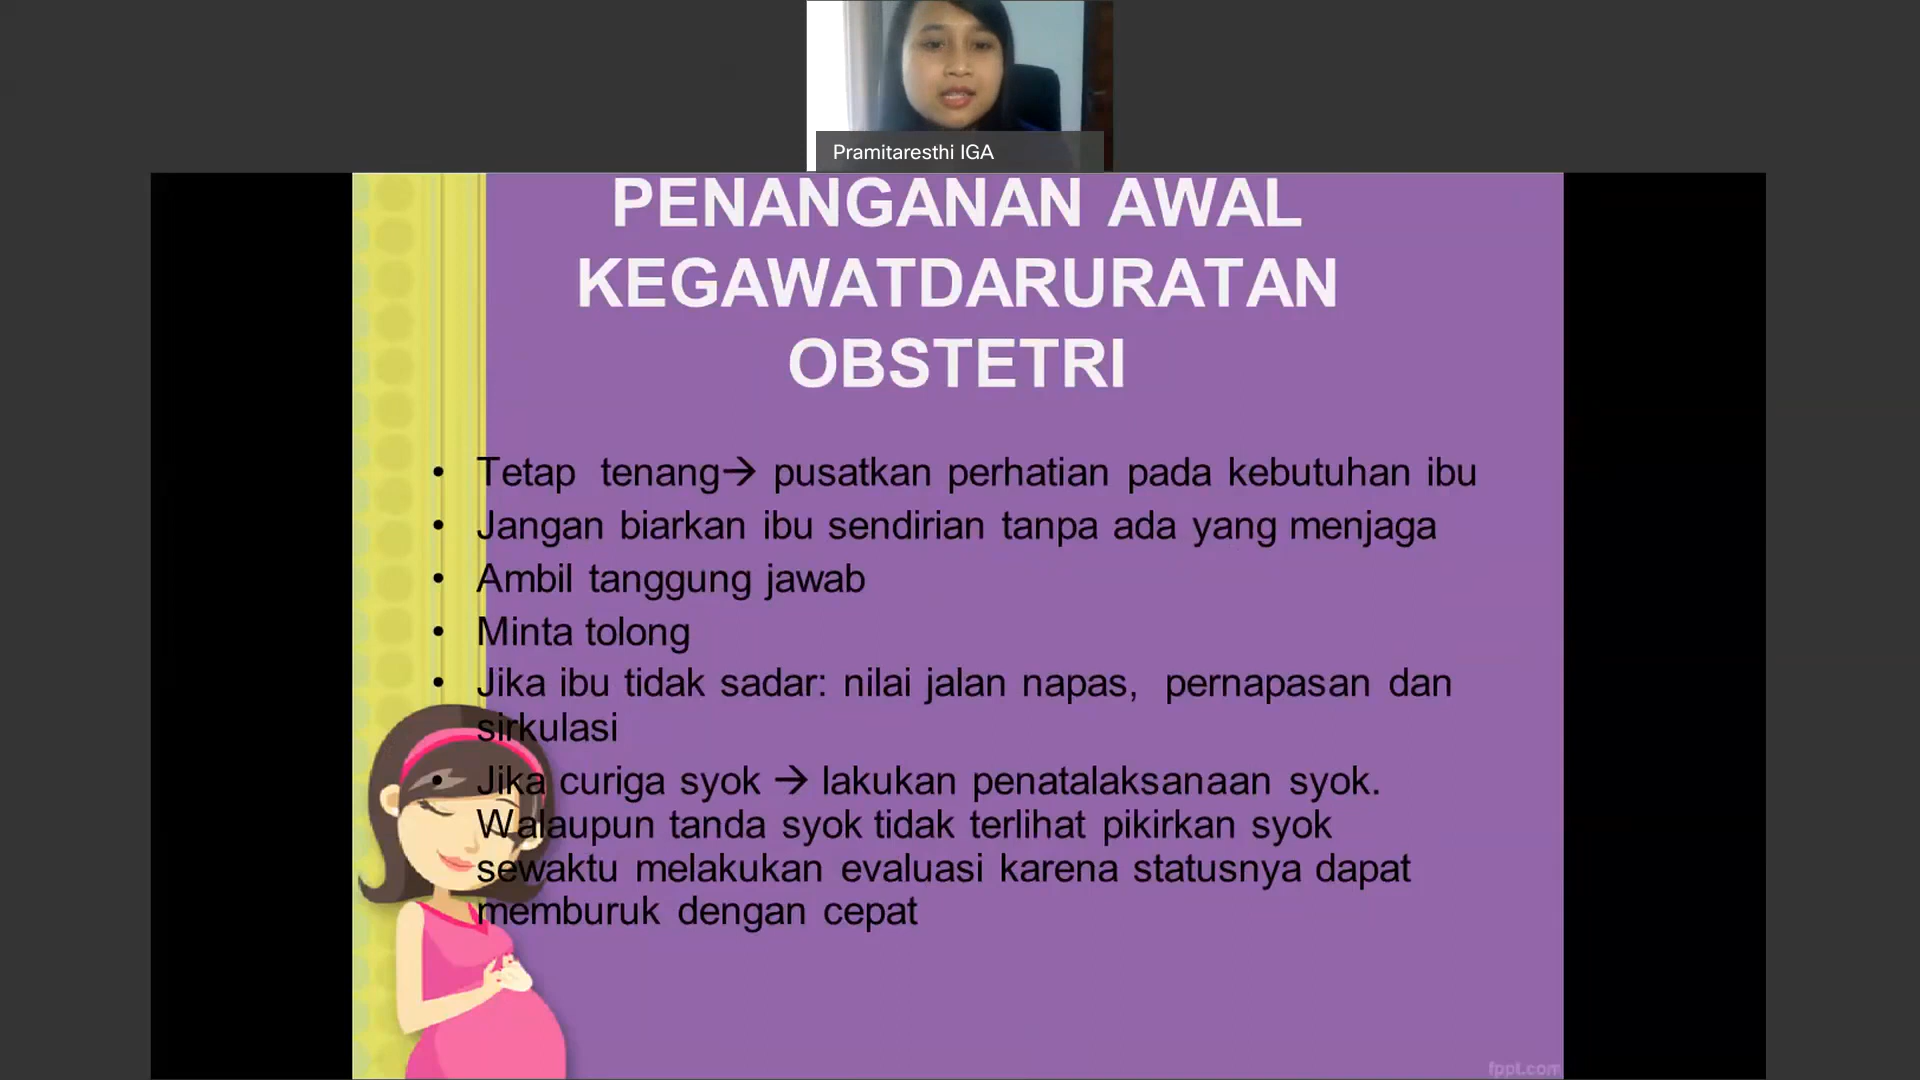 Pramitaresthi IGA
PENANGANAN AWAL
KEGAWATDARURATAN
OBSTETRI
• Tetap tenang→ pusatkan perhatian pada kebutuhan ibu
• Jangan biarkan ibu sendirian tanpa ada yang menjaga
• Ambil tanggung jawab
• Minta tolong
• Jika ibu tidak sadar: nilai jalan napas, pernapasan dan
sirkulasi
• Jika curiga syok → lakukan penatalaksanaan syok.
Walaupun tanda syok tidak terlihat pikirkan syok
sewaktu melakukan evaluasi karena statusnya dapat
memburuk dengan cepat
fppt.com